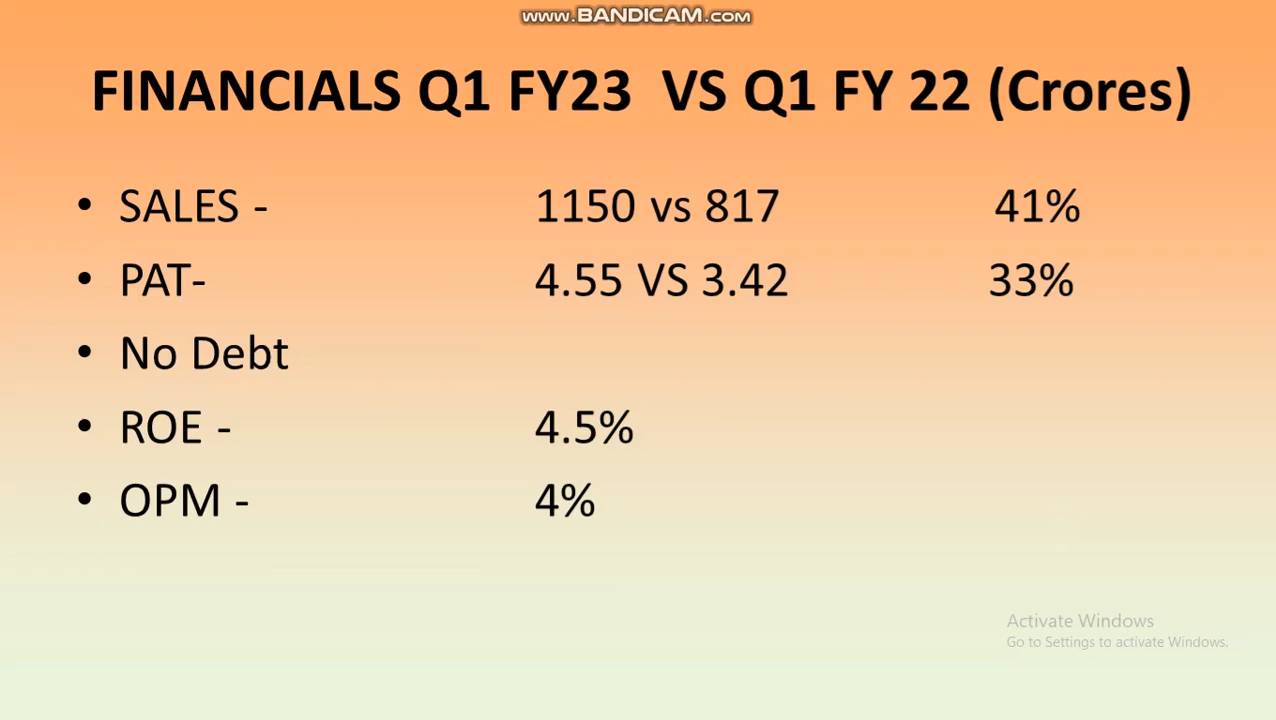 www.BANDICAM.com
FINANCIALS Q1 FY23 VS Q1 FY 22 (Crores)
• SALES - 1150 vs 817 41%
• PAT- 4.55 VS 3.42 33%
• No Debt
• ROE - 4.5%
• OPM - 4%
Activate Windows
Go to Settings to activate Windows.